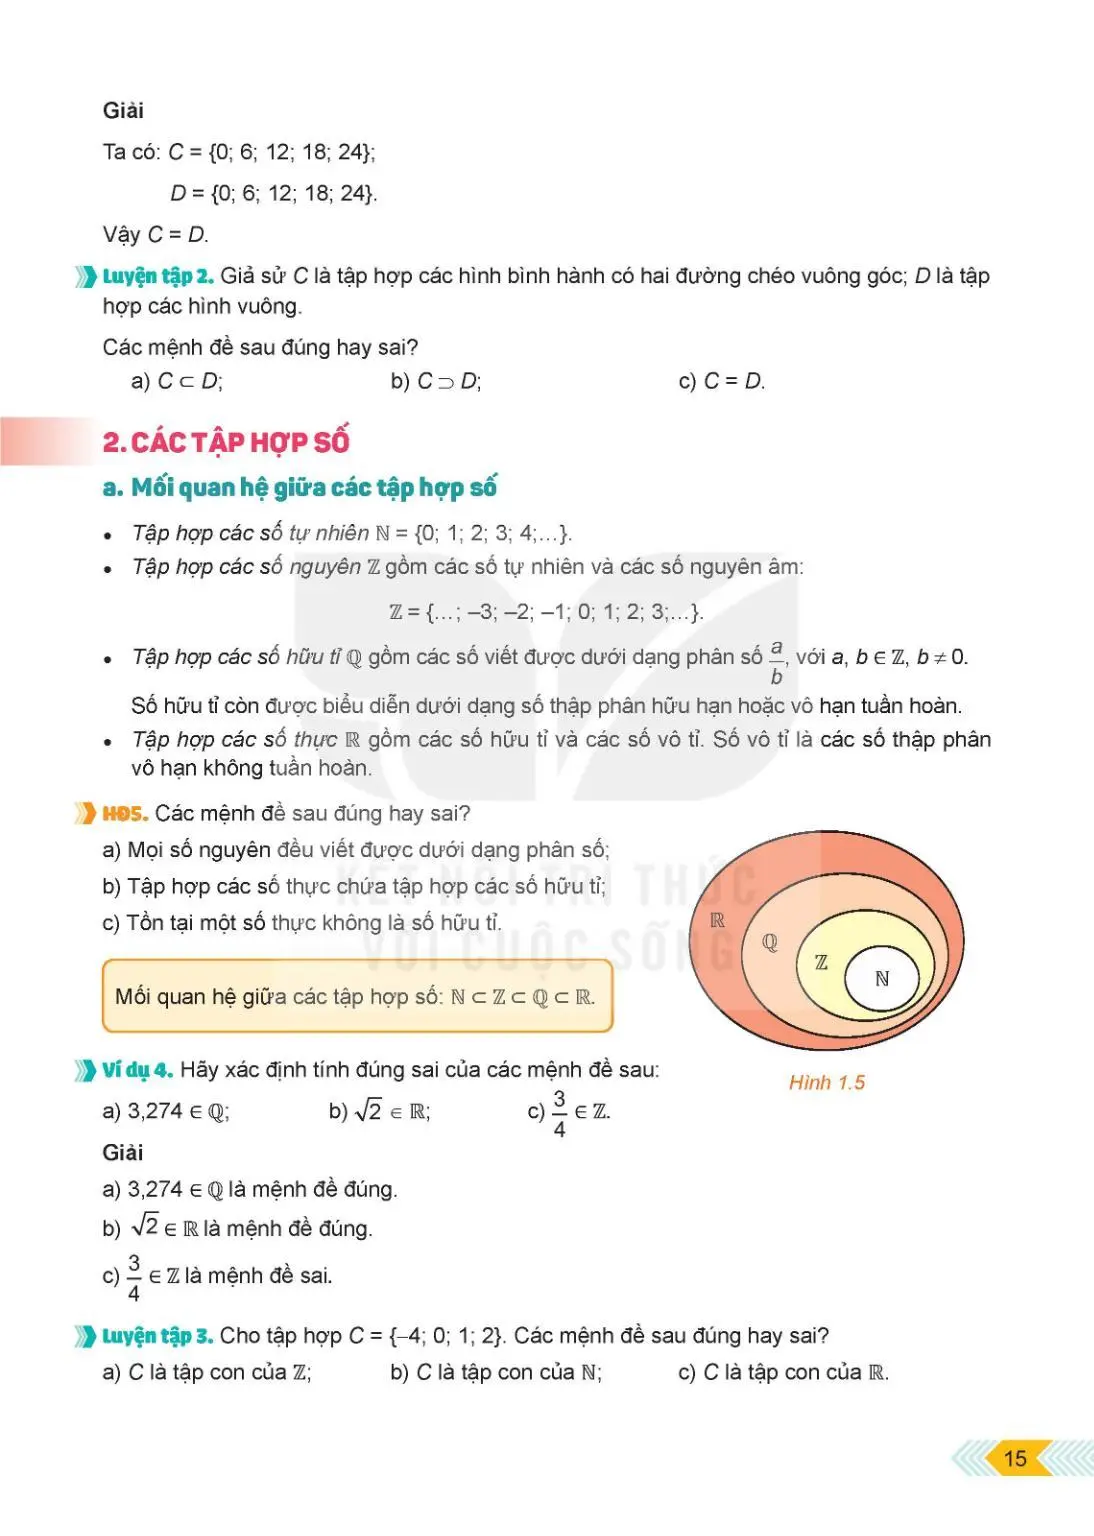 Giải
Ta có: C = {0; 6; 12; 18; 24};
D = {0; 6; 12; 18; 24}.
Vậy C = D.
Luyện tập 2. Giả sử C là tập hợp các hình bình hành có hai đường chéo vuông góc; D là tập
hợp các hình vuông.
Các mệnh đề sau đúng hay sai?
a) C ⊂ D; b) C ⊃ D; c) C = D.
2. CÁC TẬP HỢP SỐ
a. Mối quan hệ giữa các tập hợp số
• Tập hợp các số tự nhiên ℕ = {0; 1; 2; 3; 4;...}.
• Tập hợp các số nguyên ℤ gồm các số tự nhiên và các số nguyên âm:
ℤ = {...; –3; –2; –1; 0; 1; 2; 3;...}.
• Tập hợp các số hữu tỉ ℚ gồm các số viết được dưới dạng phân số a/b, với a, b ∈ ℤ, b ≠ 0.
Số hữu tỉ còn được biểu diễn dưới dạng số thập phân hữu hạn hoặc vô hạn tuần hoàn.
• Tập hợp các số thực ℝ gồm các số hữu tỉ và các số vô tỉ. Số vô tỉ là các số thập phân
vô hạn không tuần hoàn.
HĐ5. Các mệnh đề sau đúng hay sai?
a) Mọi số nguyên đều viết được dưới dạng phân số;
b) Tập hợp các số thực chứa tập hợp các số hữu tỉ;
c) Tồn tại một số thực không là số hữu tỉ.
KẾT NỐI TRI THỨC
VỚI CUỘC SỐNG
ℝ
ℚ
ℤ
ℕ
Mối quan hệ giữa các tập hợp số: ℕ ⊂ ℤ ⊂ ℚ ⊂ ℝ.
Hình 1.5
Ví dụ 4. Hãy xác định tính đúng sai của các mệnh đề sau:
a) 3,274 ∈ ℚ; b) √2 ∈ ℝ; c) 3/4 ∈ ℤ.
Giải
a) 3,274 ∈ ℚ là mệnh đề đúng.
b) √2 ∈ ℝ là mệnh đề đúng.
c) 3/4 ∈ ℤ là mệnh đề sai.
Luyện tập 3. Cho tập hợp C = {–4; 0; 1; 2}. Các mệnh đề sau đúng hay sai?
a) C là tập con của ℤ; b) C là tập con của ℕ; c) C là tập con của ℝ.
15